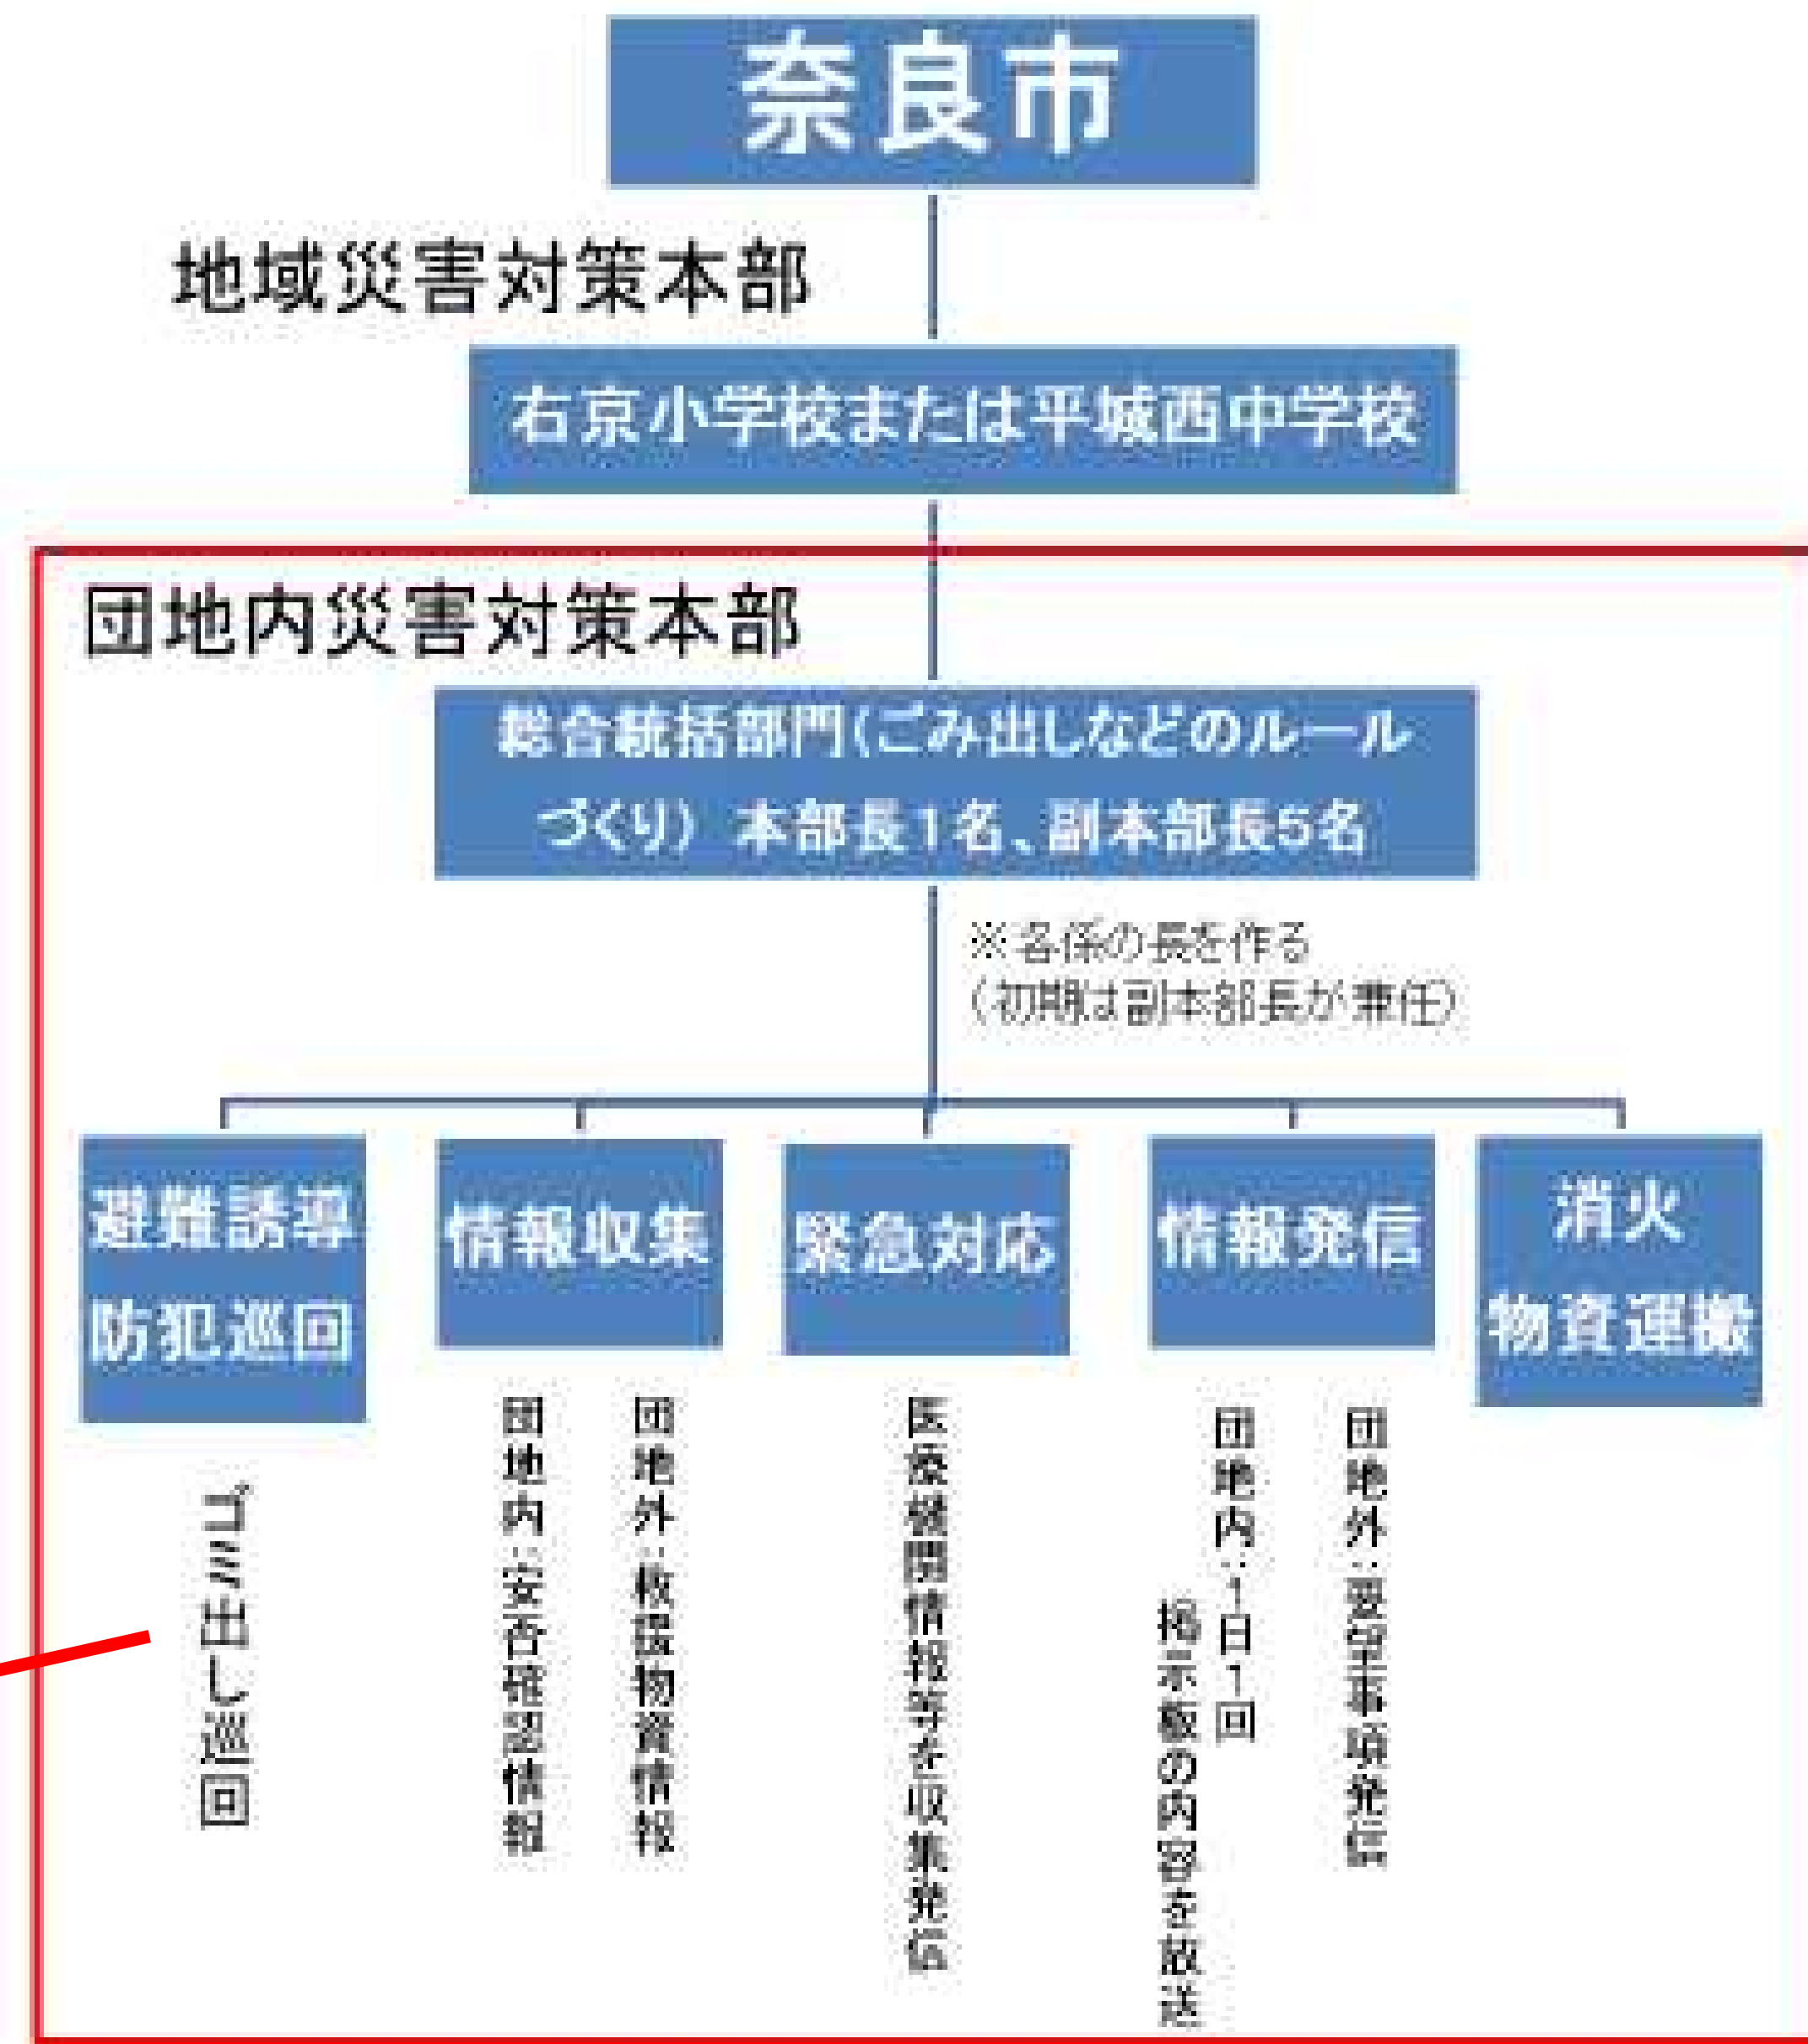 奈良市
地域災害対策本部
右京小学校または平城西中学校
団地内災害対策本部
総合統括部門(ごみ出しなどのルール
づくり) 本部長1名、副本部長5名
※各係の長を作る
(初期は副本部長が兼任)
避難誘導
防犯巡回
情報収集
緊急対応
情報発信
消火
物資運搬
ゴミ出し巡回
団地内:安否確認情報
団地外:救援物資情報
医療機関情報等を収集発信
団地内:1日1回
掲示板の内容を放送
団地外:要望事項発信